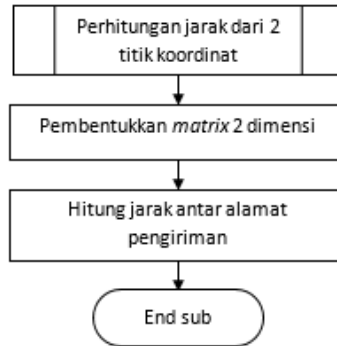 Perhitungan jarak dari 2
titik koordinat
Pembentukkan matrix 2 dimensi
Hitung jarak antar alamat
pengiriman
End sub